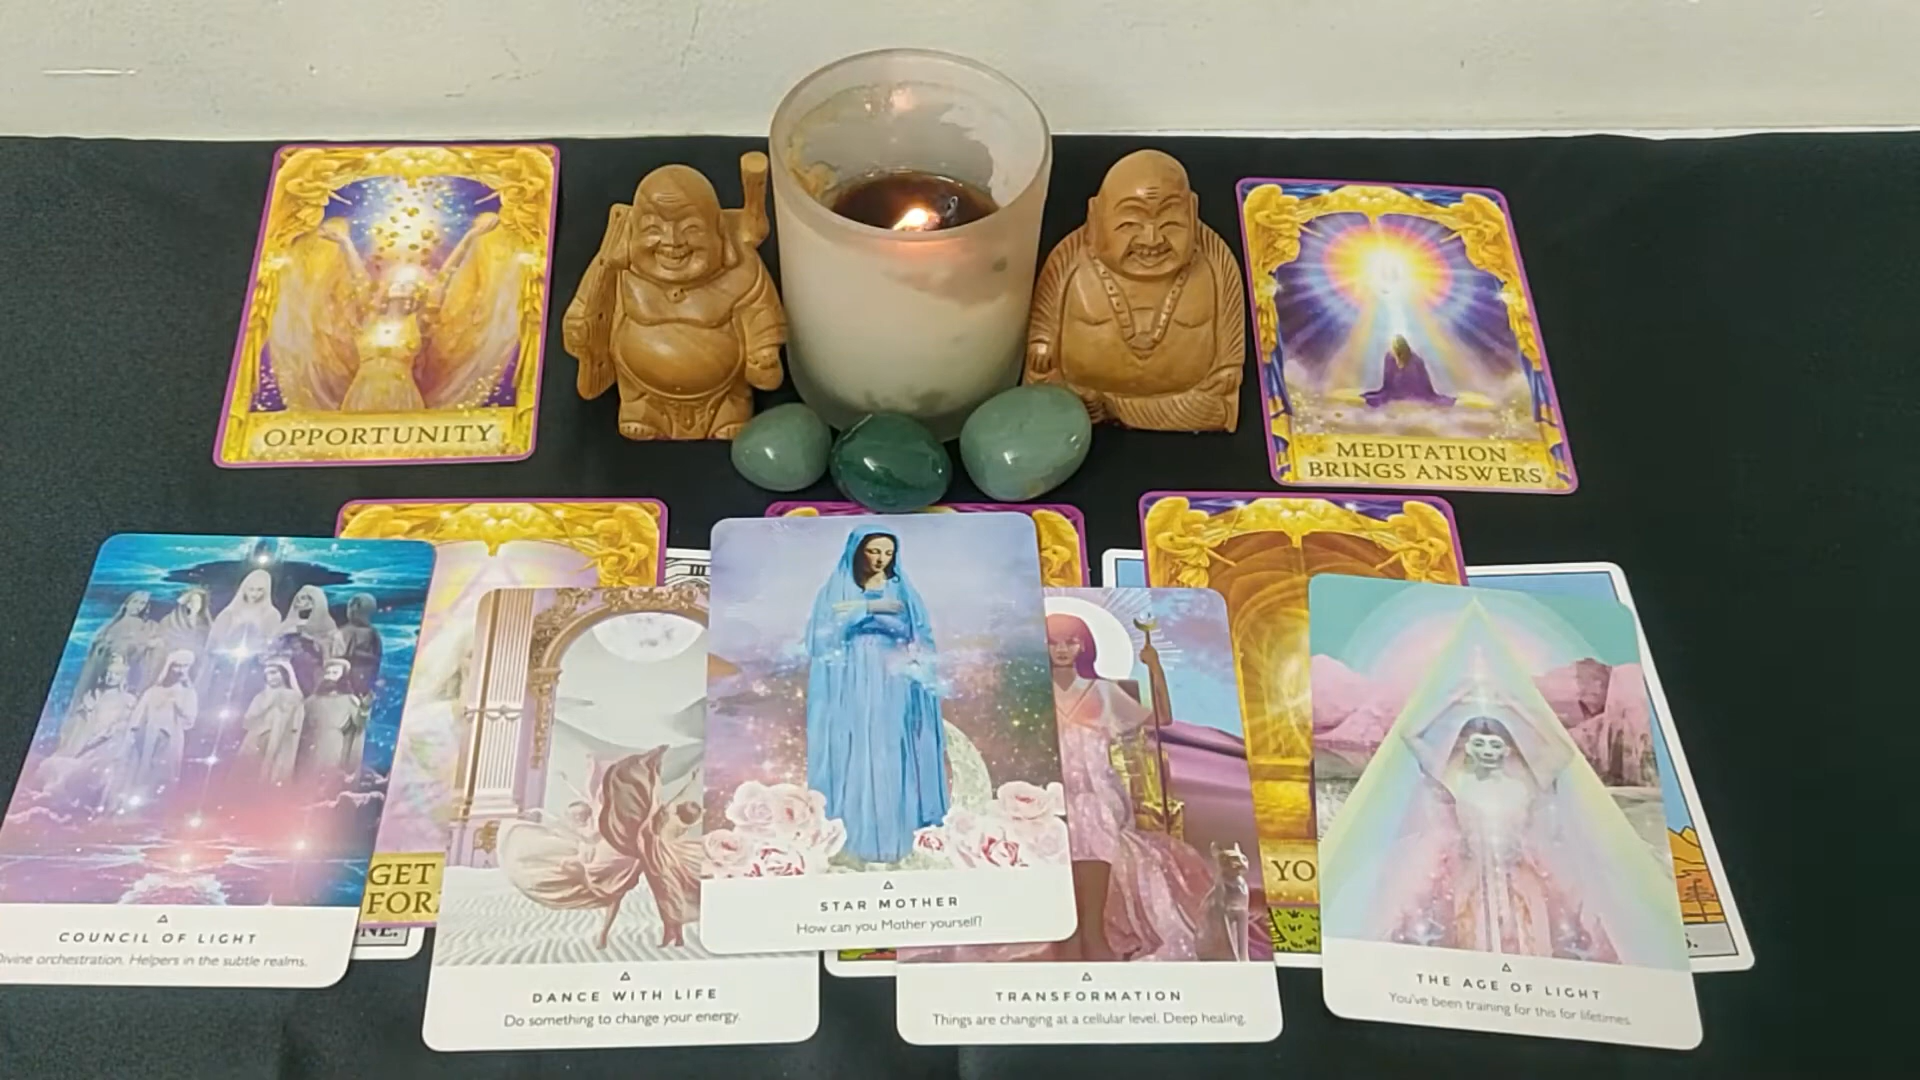 OPPORTUNITY
MEDITATION
BRINGS ANSWERS
GET
FOR
YO
NE.
S.
COUNCIL OF LIGHT
Divine orchestration. Helpers in the subtle realms.
STAR MOTHER
How can you Mother yourself?
DANCE WITH LIFE
Do something to change your energy.
TRANSFORMATION
Things are changing at a cellular level. Deep healing.
THE AGE OF LIGHT
You've been training for this for lifetimes.